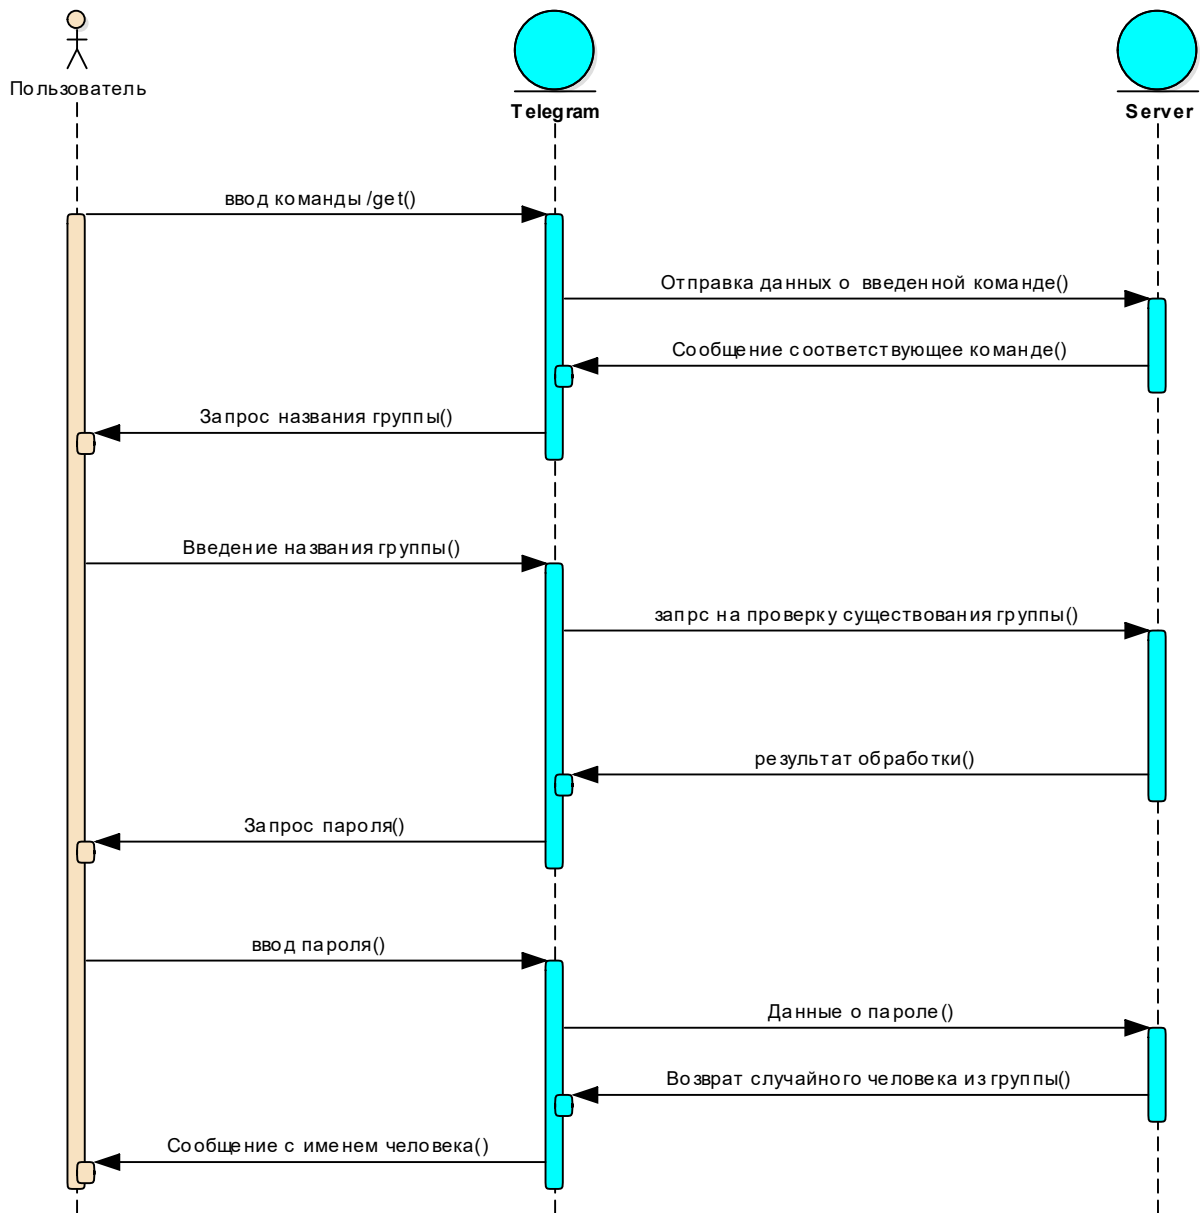 Пользователь
Telegram
Server
ввод команды /get()
Отправка данных о введенной команде()
Сообщение соответствующее команде()
Запрос названия группы()
Введение названия группы()
запрс на проверку существования группы()
результат обработки()
Запрос пароля()
ввод пароля()
Данные о пароле()
Возврат случайного человека из группы()
Сообщение с именем человека()